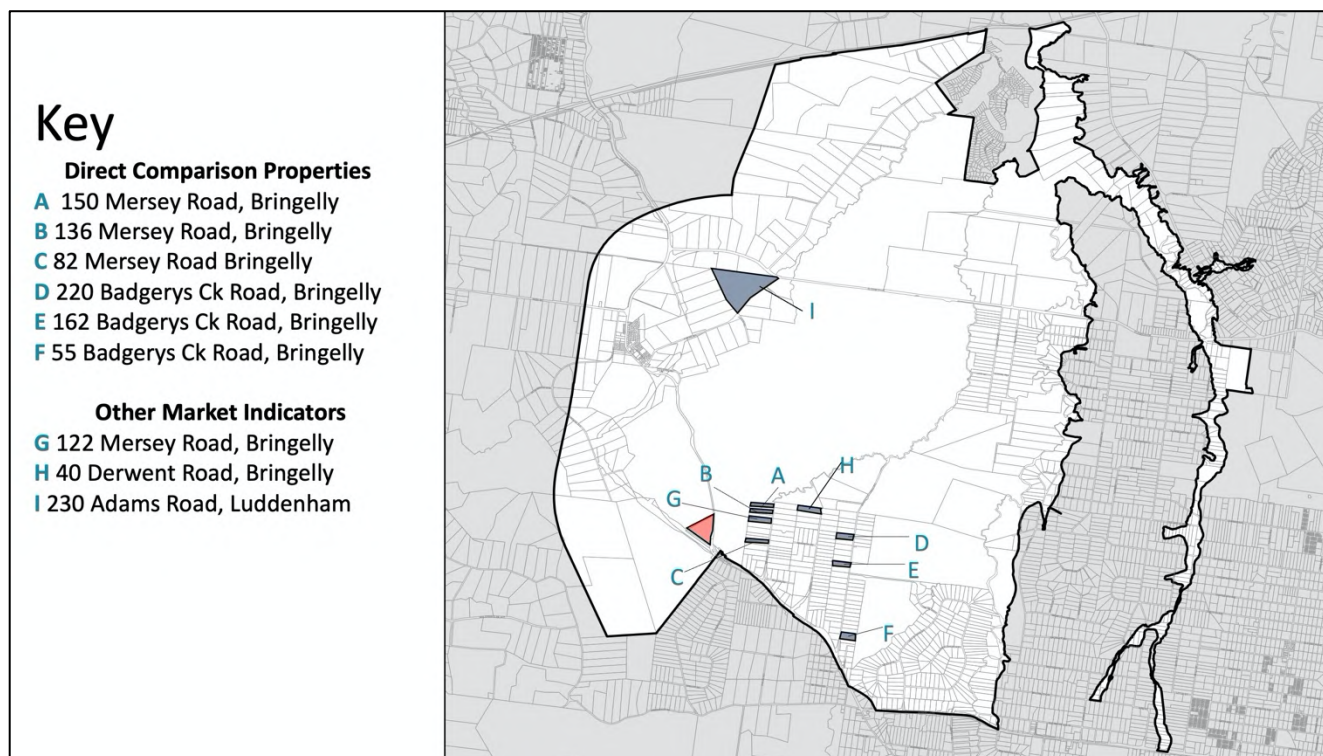 Key
Direct Comparison Properties
A 150 Mersey Road, Bringelly
B 136 Mersey Road, Bringelly
C 82 Mersey Road Bringelly
D 220 Badgerys Ck Road, Bringelly
E 162 Badgerys Ck Road, Bringelly
F 55 Badgerys Ck Road, Bringelly
Other Market Indicators
G 122 Mersey Road, Bringelly
H 40 Derwent Road, Bringelly
I 230 Adams Road, Luddenham
I
B
A
H
G
D
E
C
F